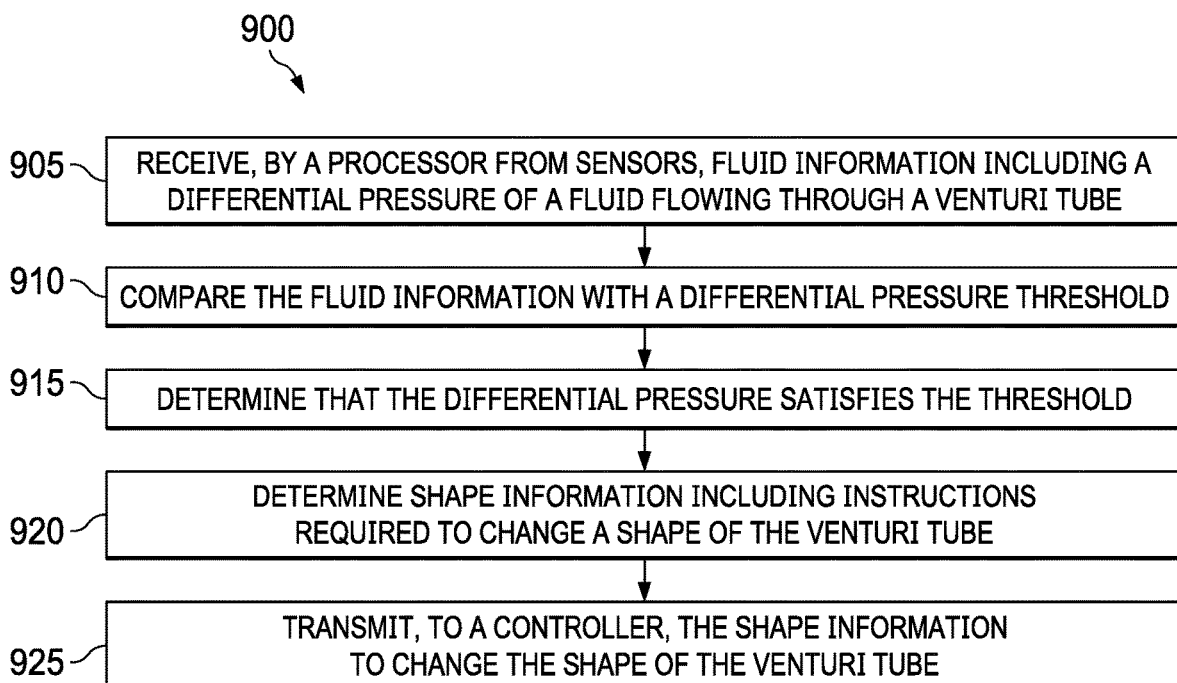 900
905
RECEIVE, BY A PROCESSOR FROM SENSORS, FLUID INFORMATION INCLUDING A
DIFFERENTIAL PRESSURE OF A FLUID FLOWING THROUGH A VENTURI TUBE
910
COMPARE THE FLUID INFORMATION WITH A DIFFERENTIAL PRESSURE THRESHOLD
915
DETERMINE THAT THE DIFFERENTIAL PRESSURE SATISFIES THE THRESHOLD
920
DETERMINE SHAPE INFORMATION INCLUDING INSTRUCTIONS
REQUIRED TO CHANGE A SHAPE OF THE VENTURI TUBE
925
TRANSMIT, TO A CONTROLLER, THE SHAPE INFORMATION
TO CHANGE THE SHAPE OF THE VENTURI TUBE